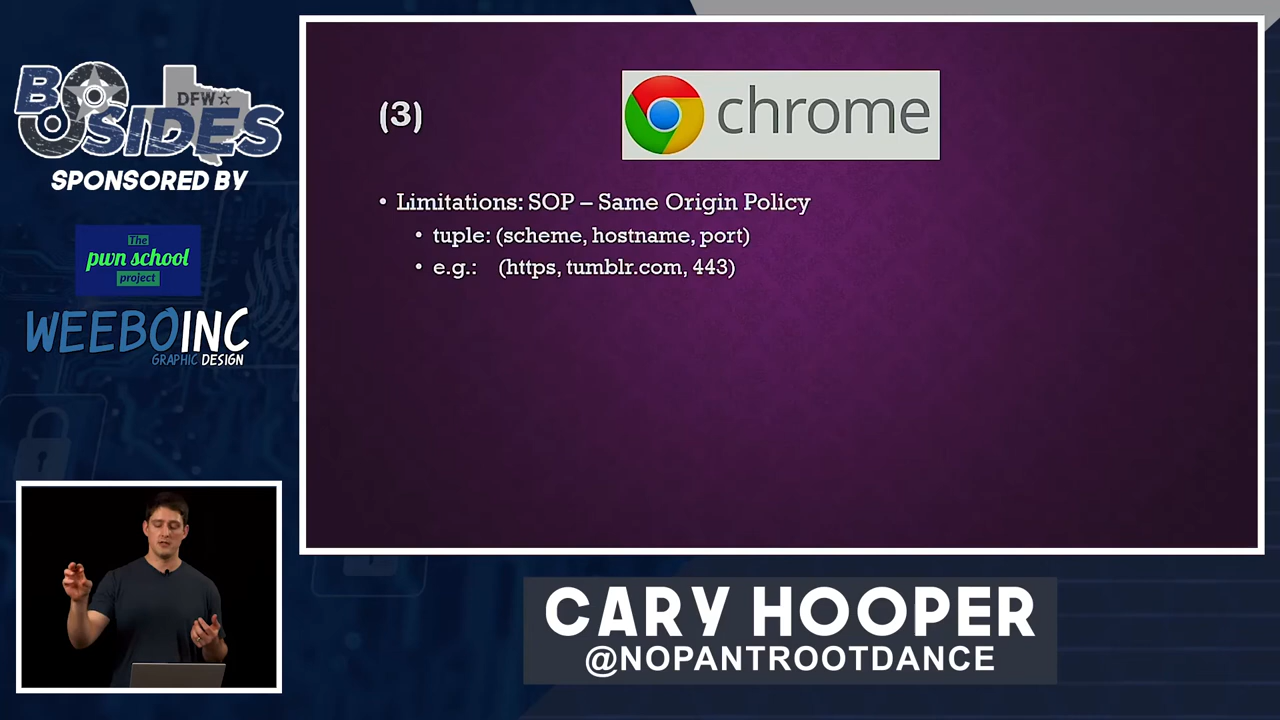 BSIDES
DFW
SPONSORED BY
The
pwn school
project
WEEBOINC
GRAPHIC DESIGN
(3)
chrome
• Limitations: SOP – Same Origin Policy
• tuple: (scheme, hostname, port)
• e.g.: (https, tumblr.com, 443)
CARY HOOPER
@NOPANTROOTDANCE